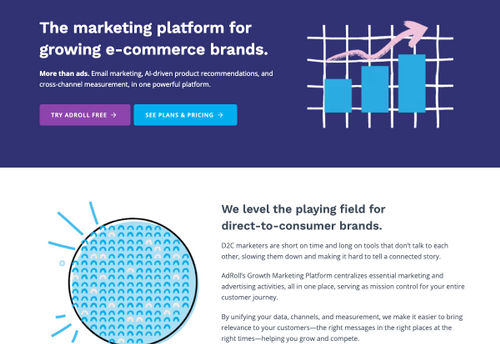 The marketing platform for
growing e-commerce brands.
More than ads. Email marketing, AI-driven product recommendations, and
cross-channel measurement, in one powerful platform.
TRY ADROLL FREE →
SEE PLANS & PRICING →
We level the playing field for
direct-to-consumer brands.
D2C marketers are short on time and long on tools that don't talk to each
other, slowing them down and making it hard to tell a connected story.
AdRoll's Growth Marketing Platform centralizes essential marketing and
advertising activities, all in one place, serving as mission control for your entire
customer journey.
By unifying your data, channels, and measurement, we make it easier to bring
relevance to your customers—the right messages in the right places at the
right times—helping you grow and compete.